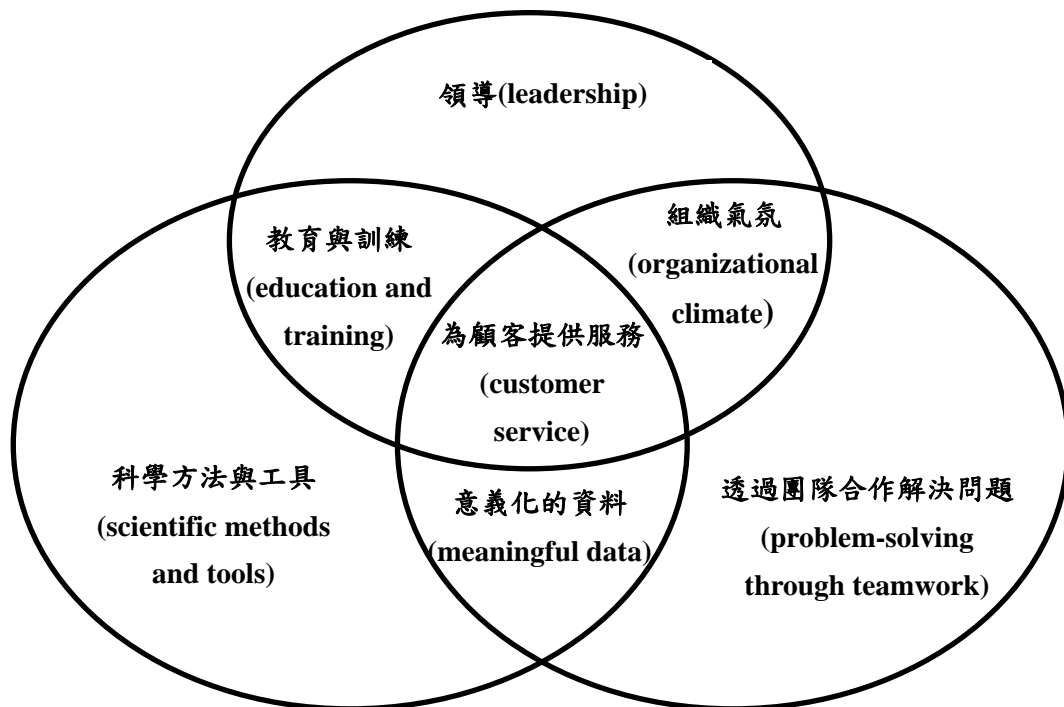 領導(leadership)
教育與訓練
(education and
training)
組織氣氛
(organizational
climate)
為顧客提供服務
(customer
service)
科學方法與工具
(scientific methods
and tools)
意義化的資料
(meaningful data)
透過團隊合作解決問題
(problem-solving
through teamwork)